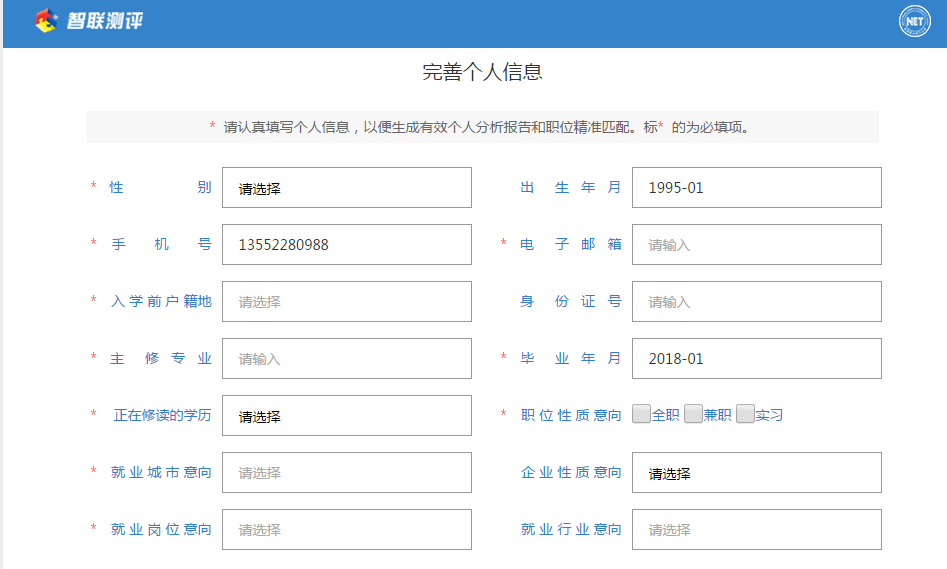 智联测评
NET
完善个人信息
* 请认真填写个人信息，以便生成有效个人分析报告和职位精准匹配。标* 的为必填项。
* 性别 请选择 出生年月 1995-01
* 手机号 13552280988 * 电子邮箱 请输入
* 入学前户籍地 请选择 身份证号 请输入
* 主修专业 请输入 * 毕业年月 2018-01
* 正在修读的学历 请选择 * 职位性质意向 全职 兼职 实习
* 就业城市意向 请选择 企业性质意向 请选择
* 就业岗位意向 请选择 就业行业意向 请选择